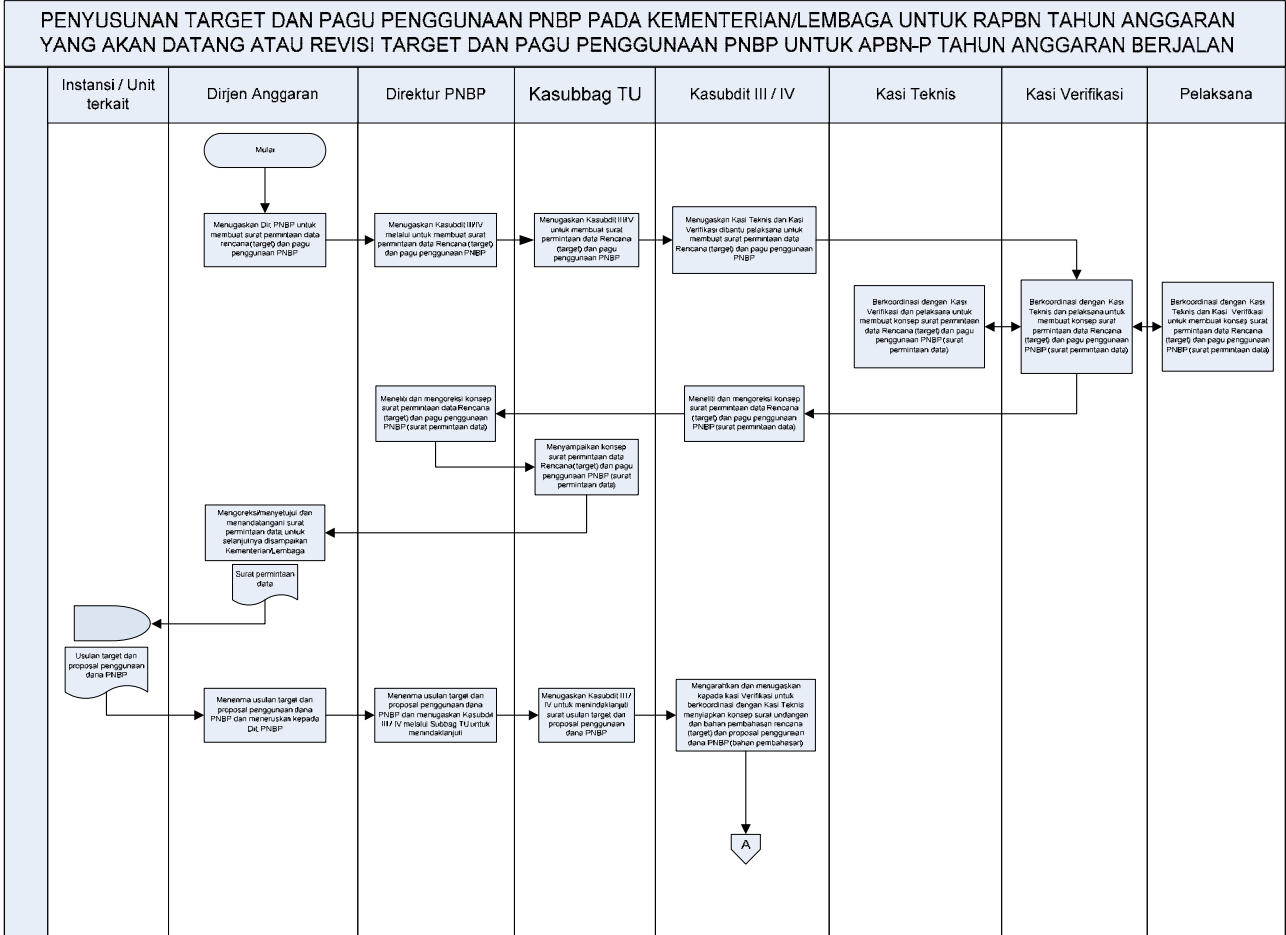 PENYUSUNAN TARGET DAN PAGU PENGGUNAAN PNBP PADA KEMENTERIAN/LEMBAGA UNTUK RAPBN TAHUN ANGGARAN
YANG AKAN DATANG ATAU REVISI TARGET DAN PAGU PENGGUNAAN PNBP UNTUK APBN-P TAHUN ANGGARAN BERJALAN
Instansi / Unit
terkait
Dirjen Anggaran
Direktur PNBP
Kasubbag TU
Kasubdit III / IV
Kasi Teknis
Kasi Verifikasi
Pelaksana
Mulai
Menugaskan Dit. PNBP untuk
membuat surat permintaan data
rencana(target) dan pagu
penggunaan PNBP
Menugaskan Kasubdit III/IV
melalui untuk membuat surat
permintaan data Rencana (target)
dan pagu penggunaan PNBP
Menugaskan Kasubdit III/IV
untuk membuat surat
permintaan data Rencana
(target) dan pagu
penggunaan PNBP
Menugaskan Kasi Teknis dan Kasi
Verifikasi dibantu pelaksana untuk
membuat surat permintaan data
Rencana (target) dan pagu penggunaan
PNBP
Berkoordinasi dengan Kasi
Verifikasi dan pelaksana untuk
membuat konsep surat permintaan
data Rencana (target) dan pagu
penggunaan PNBP (surat
permintaan data)
Berkoordinasi dengan Kasi
Teknis dan pelaksana untuk
membuat konsep surat
permintaan data Rencana
(target) dan pagu penggunaan
PNBP (surat permintaan data)
Berkoordinasi dengan Kasi
Teknis dan Kasi Verifikasi
untuk membuat konsep surat
permintaan data Rencana
(target) dan pagu penggunaan
PNBP (surat permintaan data)
Meneliti dan mengoreksi konsep
surat permintaan data Rencana
(target) dan pagu penggunaan
PNBP (surat permintaan data)
Meneliti dan mengoreksi konsep
surat permintaan data Rencana
(target) dan pagu penggunaan
PNBP (surat permintaan data)
Menyampaikan konsep
surat permintaan data
Rencana(target) dan pagu
penggunaan PNBP (surat
permintaan data)
Mengoreksi/menyetujui dan
menandatangani surat
permintaan data, untuk
selanjutnya disampaikan
Kementerian/Lembaga
Surat permintaan
data
Usulan target dan
proposal penggunaan
dana PNBP
Menerima usulan target dan
proposal penggunaan dana
PNBP dan meneruskan kepada
Dit. PNBP
Menerima usulan target dan
proposal penggunaan dana
PNBP dan menugaskan Kasubdit
III / IV melalui Subbag TU untuk
menindaklanjuti
Menugaskan Kasubdit III /
IV untuk menindaklanjuti
surat usulan target dan
proposal penggunaan
dana PNBP
Mengarahkan dan menugaskan
kapada kasi Verifikasi untuk
berkoordinasi dengan Kasi Teknis
menyiapkan konsep surat undangan
dan bahan pembahasan rencana
(target) dan proposal penggunaan
dana PNBP (bahan pembahasan)
A